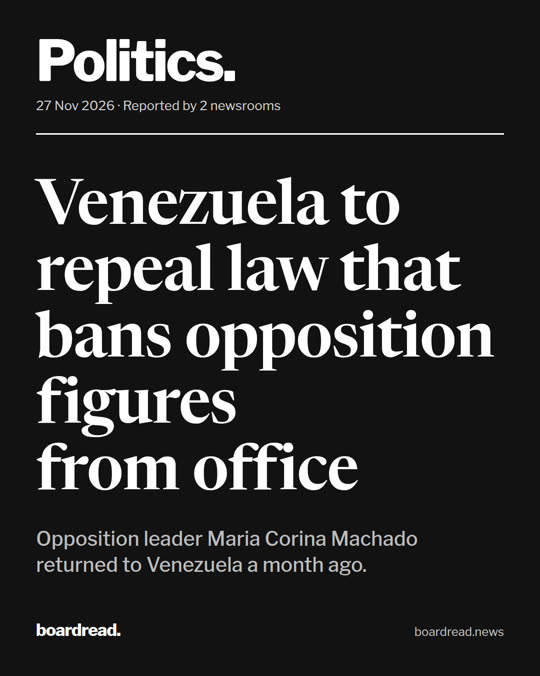 Politics.
27 Nov 2026 · Reported by 2 newsrooms
Venezuela to
repeal law that
bans opposition
figures
from office
Opposition leader Maria Corina Machado
returned to Venezuela a month ago.
boardread.
boardread.news